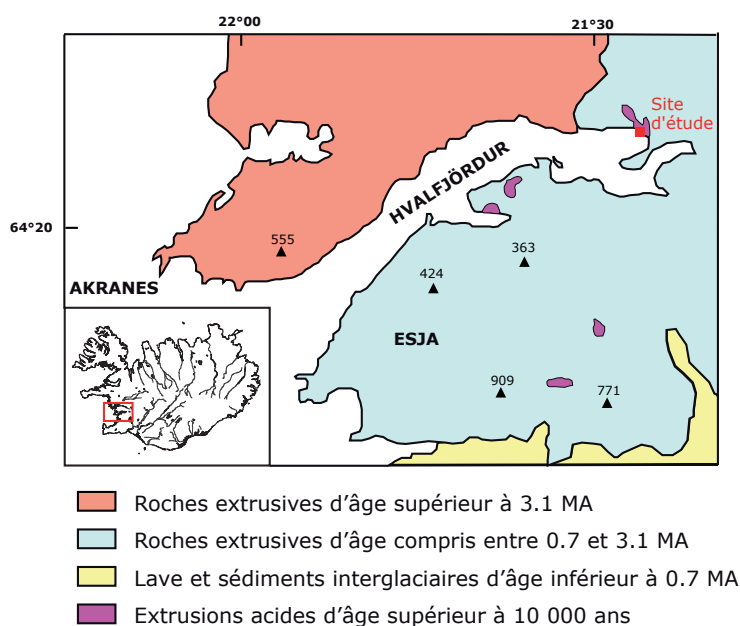 22°00
21°30
Site
d'étude
HVALFJÖRDUR
64°20
555
363
424
AKRANES
ESJA
909
771
Roches extrusives d'âge supérieur à 3.1 MA
Roches extrusives d'âge compris entre 0.7 et 3.1 MA
Lave et sédiments interglaciaires d'âge inférieur à 0.7 MA
Extrusions acides d'âge supérieur à 10 000 ans